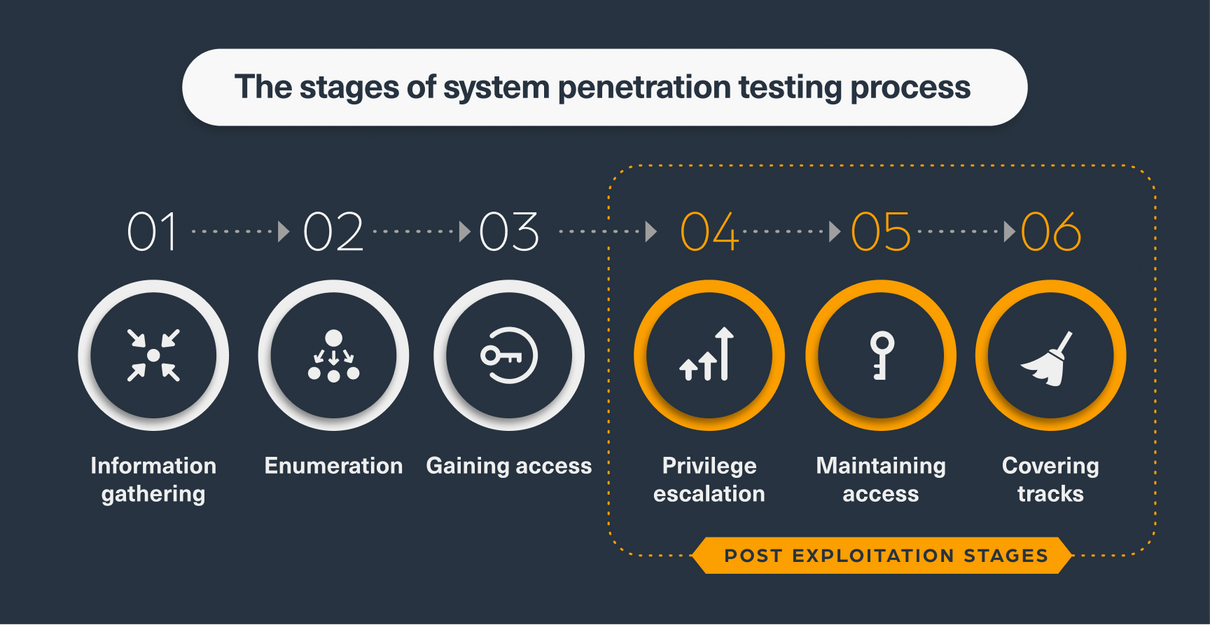 The stages of system penetration testing process
01
02
03
04
05
06
Information
gathering
Enumeration
Gaining access
Privilege
escalation
Maintaining
access
Covering
tracks
POST EXPLOITATION STAGES